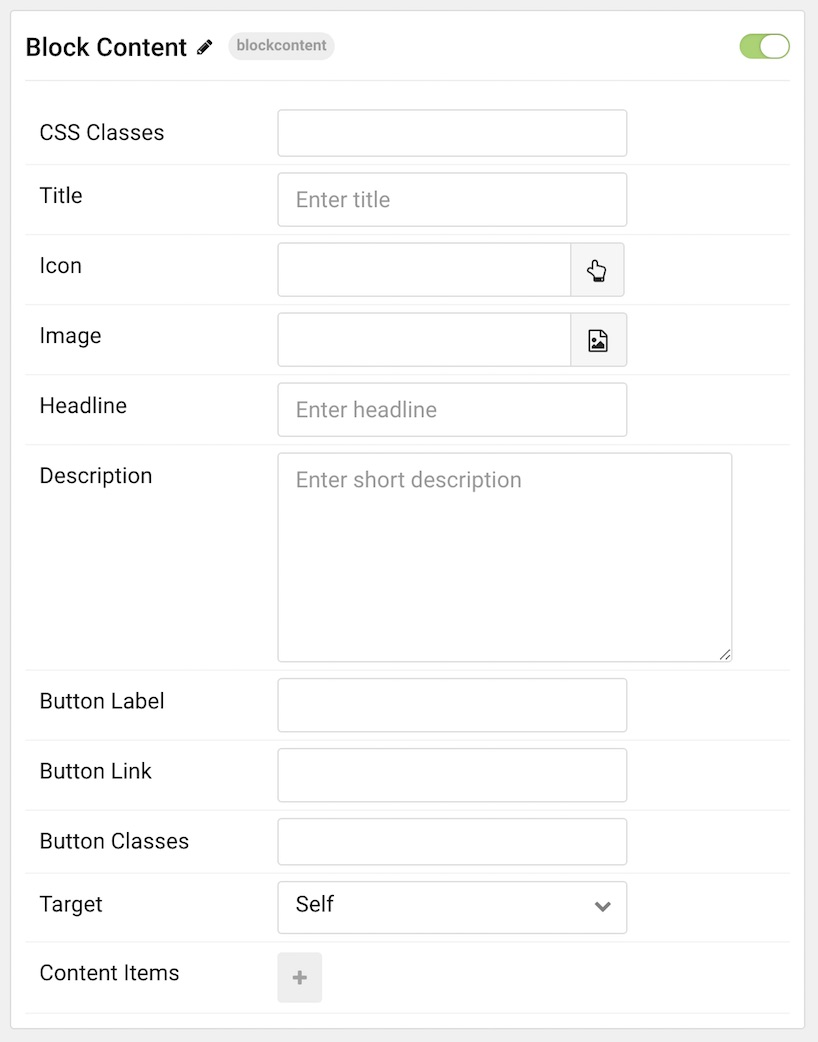 Block Content blockcontent
CSS Classes
Title Enter title
Icon
Image
Headline Enter headline
Description Enter short description
Button Label
Button Link
Button Classes
Target Self
Content Items